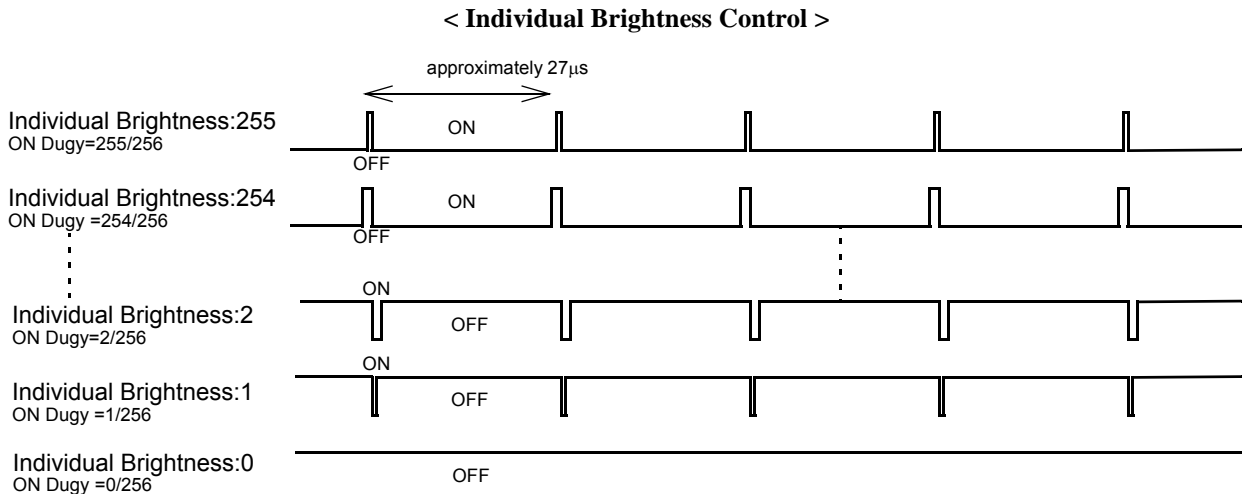 < Individual Brightness Control >
approximately 27μs
Individual Brightness:255
ON Dugy=255/256
ON
OFF
Individual Brightness:254
ON Dugy =254/256
ON
OFF
ON
Individual Brightness:2
ON Dugy=2/256
OFF
ON
Individual Brightness:1
ON Dugy =1/256
OFF
Individual Brightness:0
ON Dugy =0/256
OFF